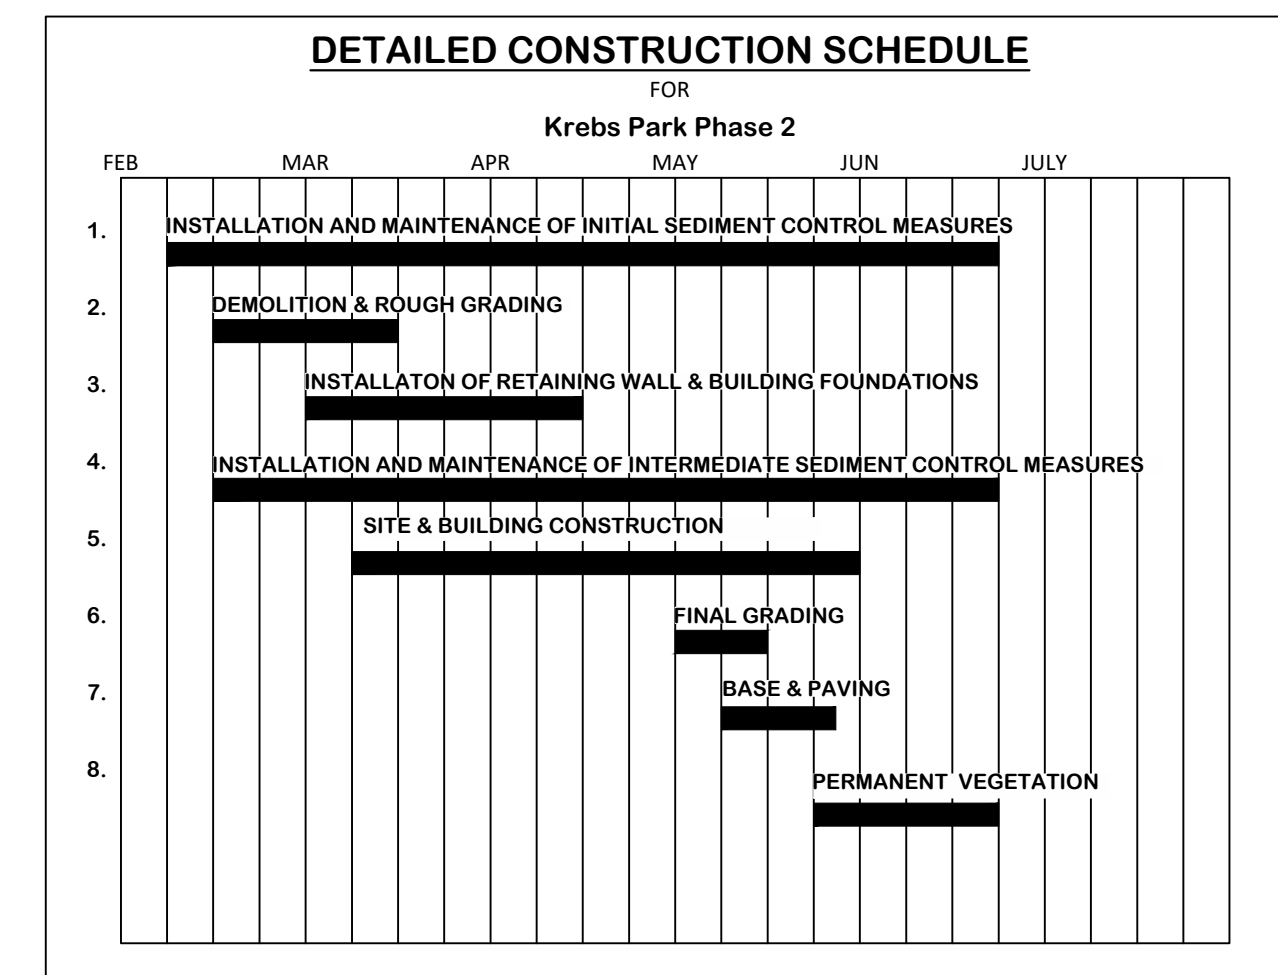 DETAILED CONSTRUCTION SCHEDULE
FOR
Krebs Park Phase 2
FEB MAR APR MAY JUN JULY
1. INSTALLATION AND MAINTENANCE OF INITIAL SEDIMENT CONTROL MEASURES
2. DEMOLITION & ROUGH GRADING
3. INSTALLATON OF RETAINING WALL & BUILDING FOUNDATIONS
4. INSTALLATION AND MAINTENANCE OF INTERMEDIATE SEDIMENT CONTROL MEASURES
5. SITE & BUILDING CONSTRUCTION
6. FINAL GRADING
7. BASE & PAVING
8. PERMANENT VEGETATION